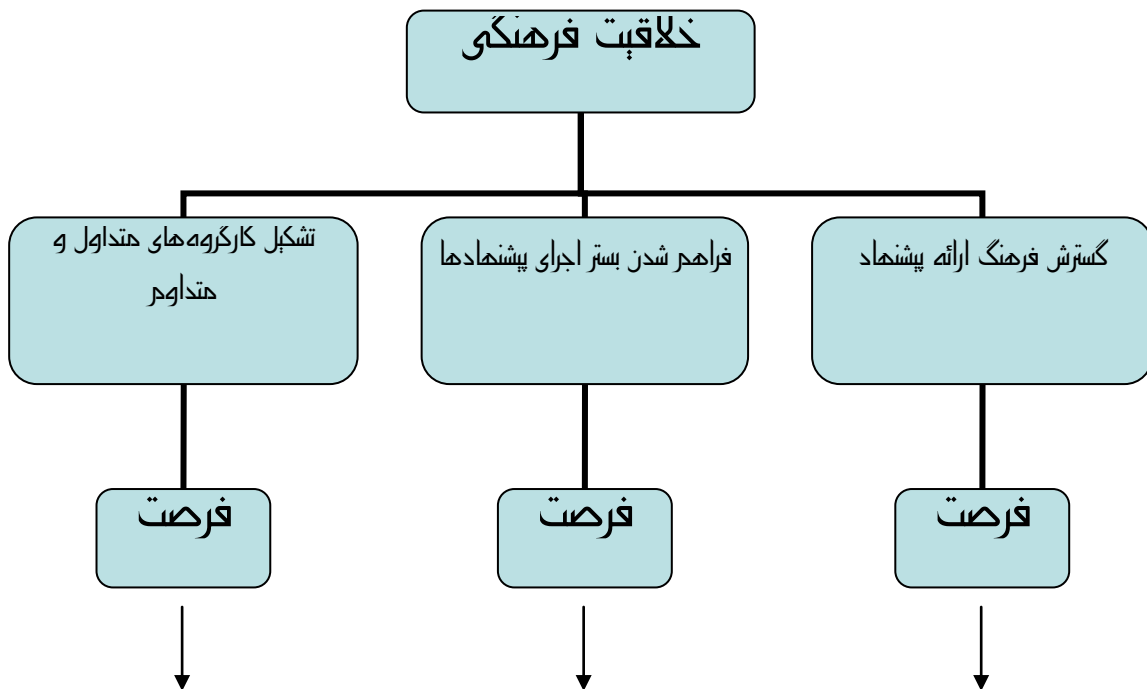 خلاقیت فرهنگی
گسترش فرهنگ ارائه پیشنهاد
فراهم شدن بستر اجرای پیشنهادها
تشکیل کارگروه‌های متداول و
متداوم
فرصت
فرصت
فرصت